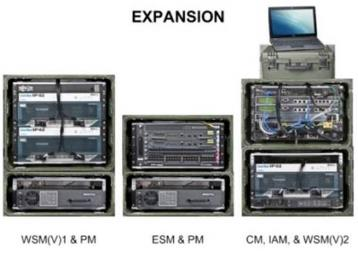 EXPANSION
WSM(V)1 & PM
ESM & PM
CM, IAM, & WSM(V)2